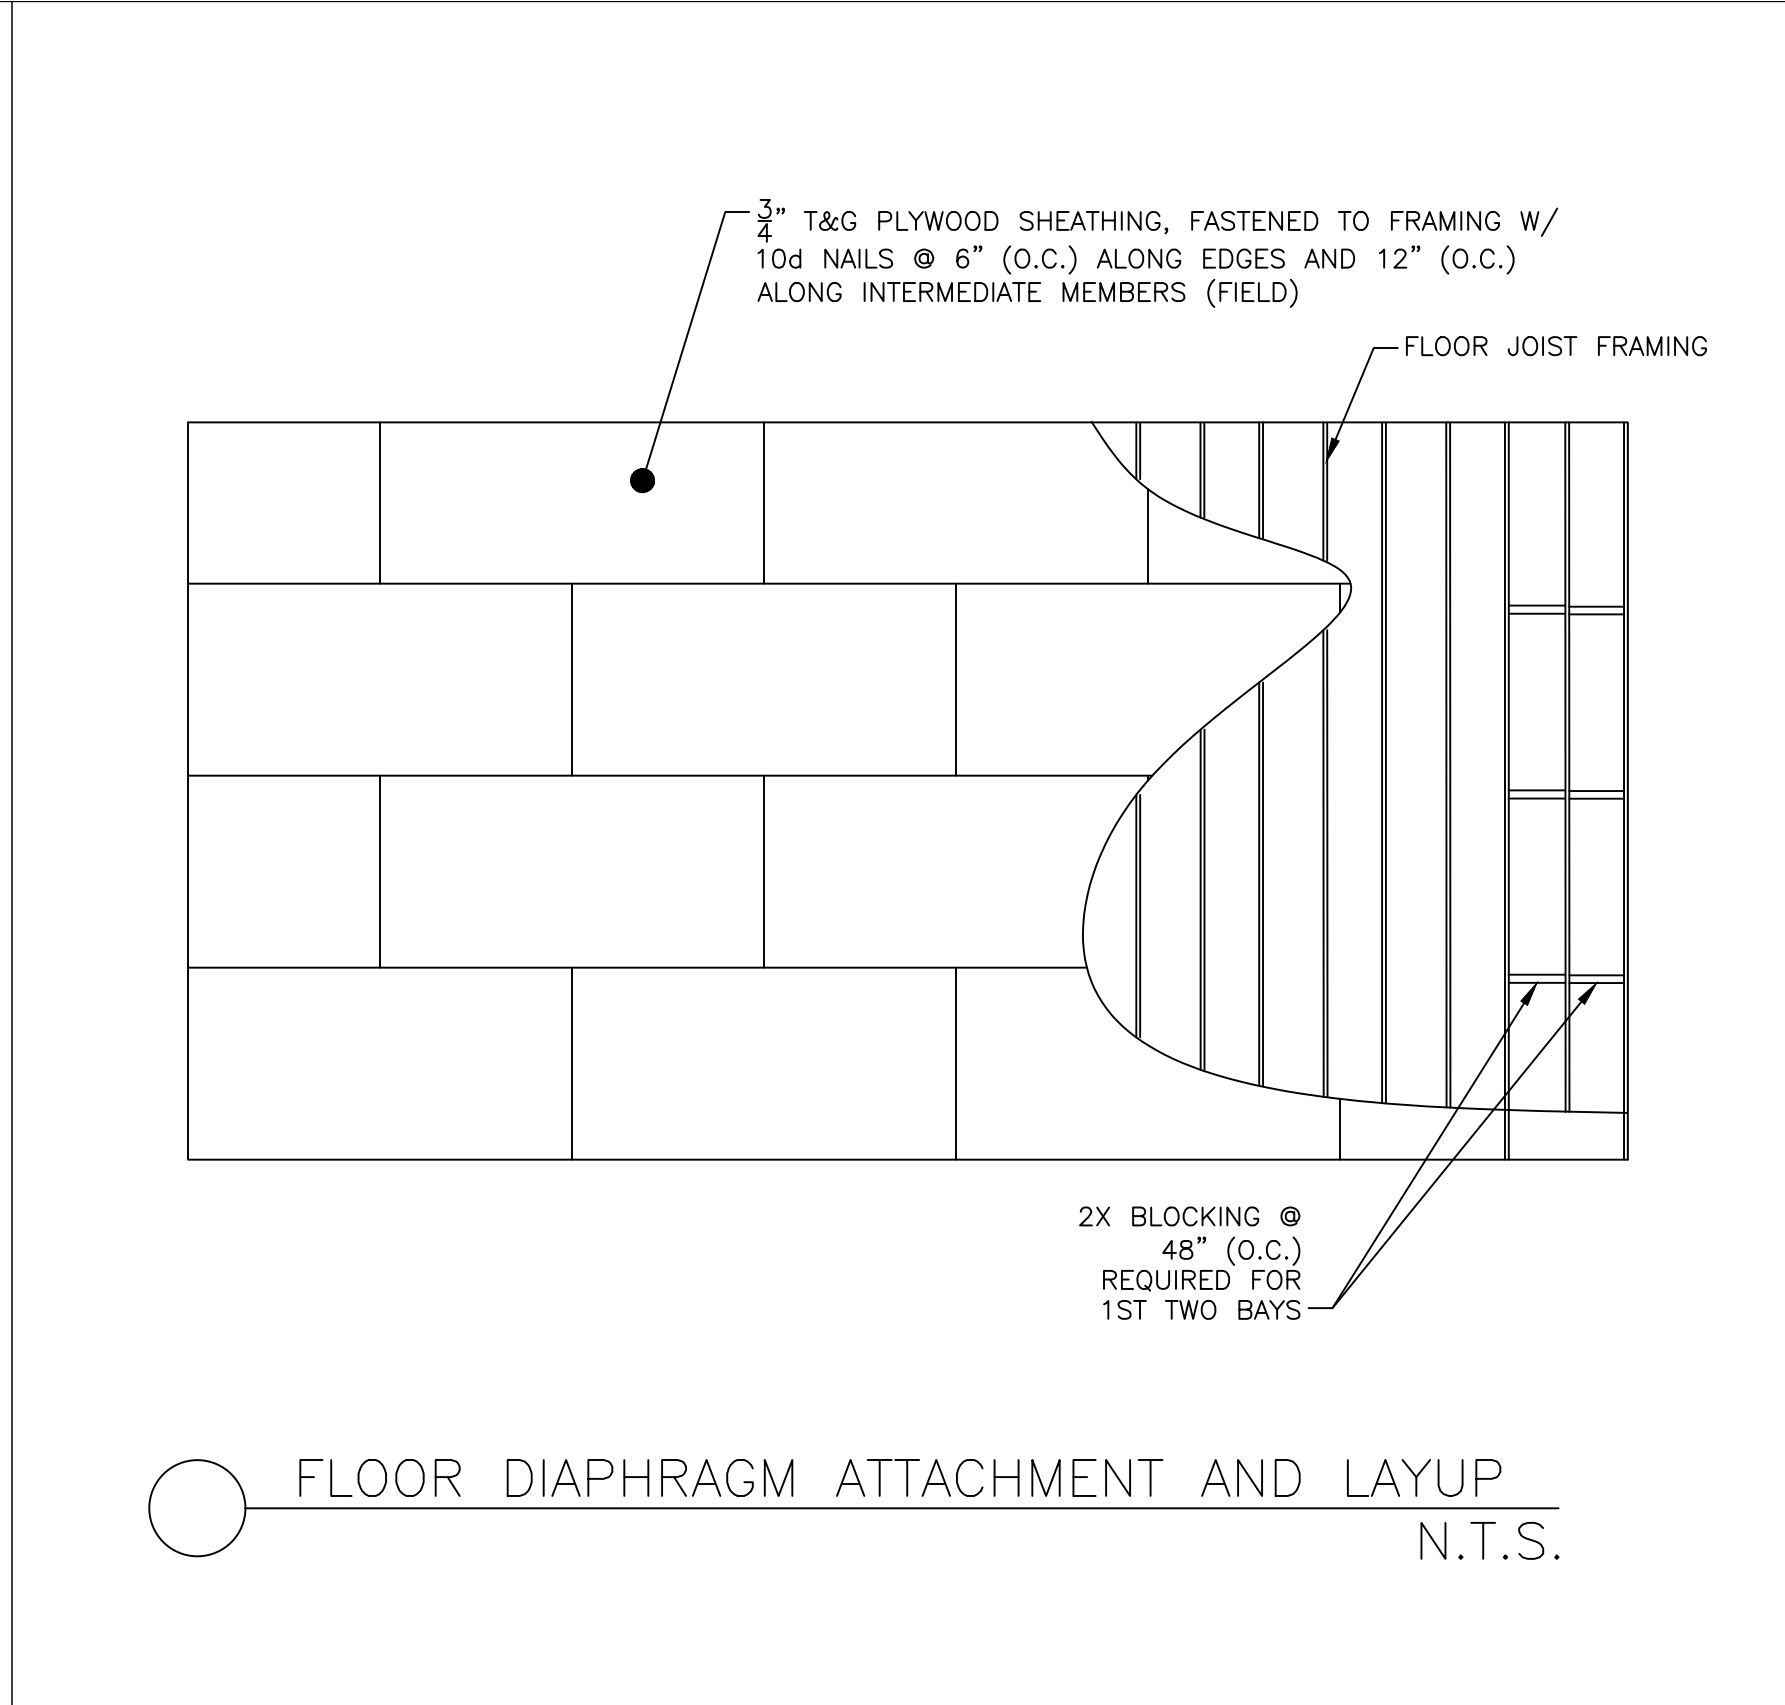 3/4" T&G PLYWOOD SHEATHING, FASTENED TO FRAMING W/
10d NAILS @ 6" (O.C.) ALONG EDGES AND 12" (O.C.)
ALONG INTERMEDIATE MEMBERS (FIELD)
FLOOR JOIST FRAMING
2X BLOCKING @
48" (O.C.)
REQUIRED FOR
1ST TWO BAYS
FLOOR DIAPHRAGM ATTACHMENT AND LAYUP
N.T.S.